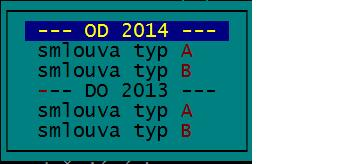 --- OD 2014 ---
smlouva typ A
smlouva typ B
--- DO 2013 ---
smlouva typ A
smlouva typ B